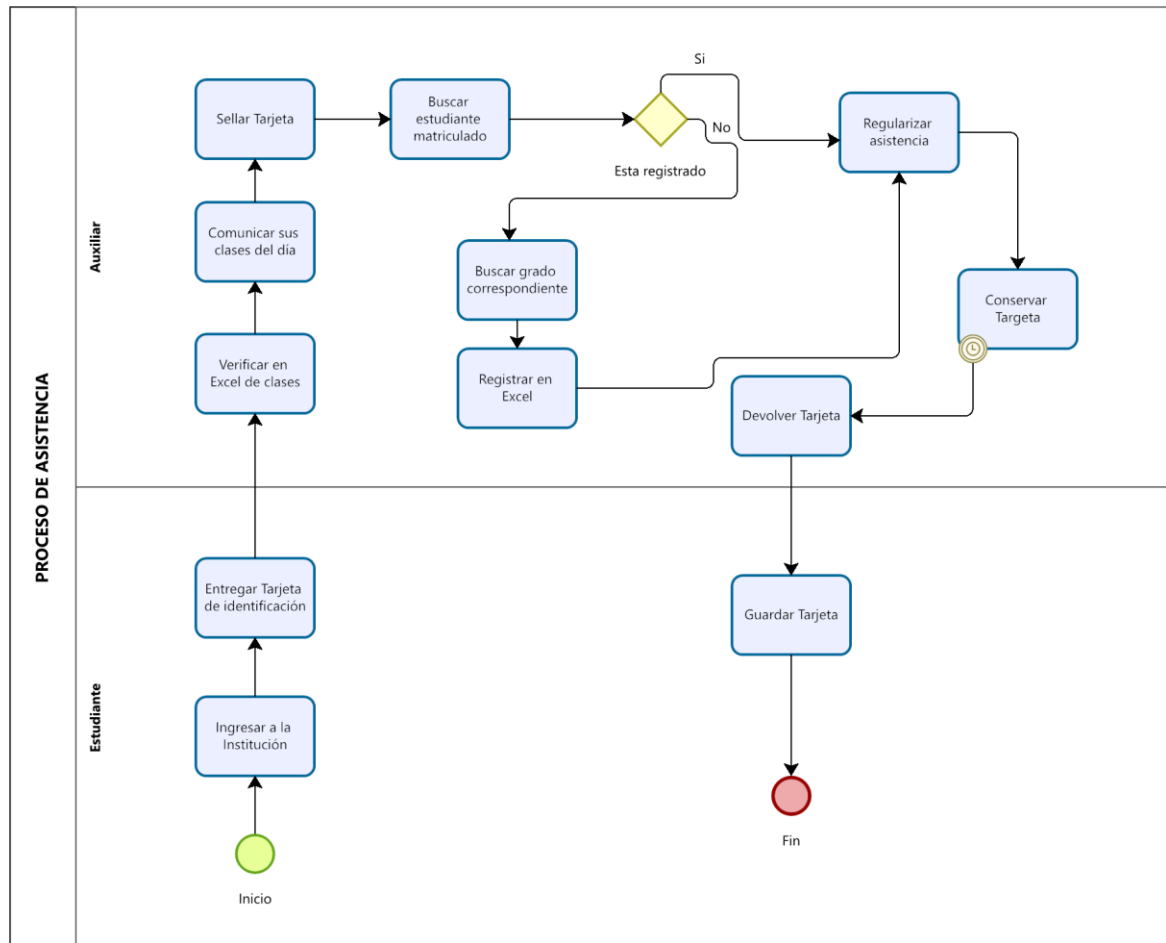 PROCESO DE ASISTENCIA
Auxiliar
Estudiante
Si
Sellar Tarjeta
Buscar
estudiante
matriculado
No
Regularizar
asistencia
Esta registrado
Comunicar sus
clases del día
Buscar grado
correspondiente
Conservar
Targeta
Verificar en
Excel de clases
Registrar en
Excel
Devolver Tarjeta
Entregar Tarjeta
de identificación
Guardar Tarjeta
Ingresar a la
Institución
Fin
Inicio